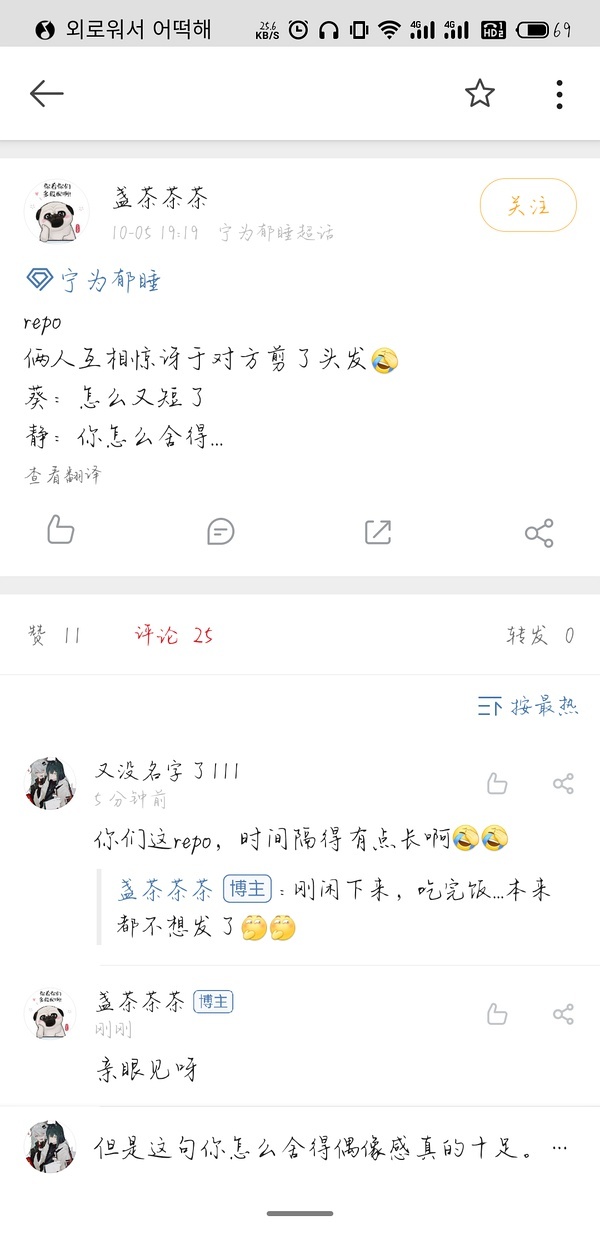 외로워서 어떡해
25.6
KB/S
4G
4G
HD
69
盏茶茶茶
关注
10-05 19:19 宁为郁睡超话
宁为郁睡
repo
俩人互相惊讶于对方剪了头发🤣
葵：怎么又短了
静：你怎么舍得...
查看翻译
赞 11
评论 25
转发 0
按最热
又没名字了111
5分钟前
你们这repo，时间隔得有点长啊🤣🤣
盏茶茶茶 博主：刚闲下来，吃完饭...本来
都不想发了🤭🤭
盏茶茶茶 博主
刚刚
亲眼见呀
但是这句你怎么舍得偶像感真的十足。 ...